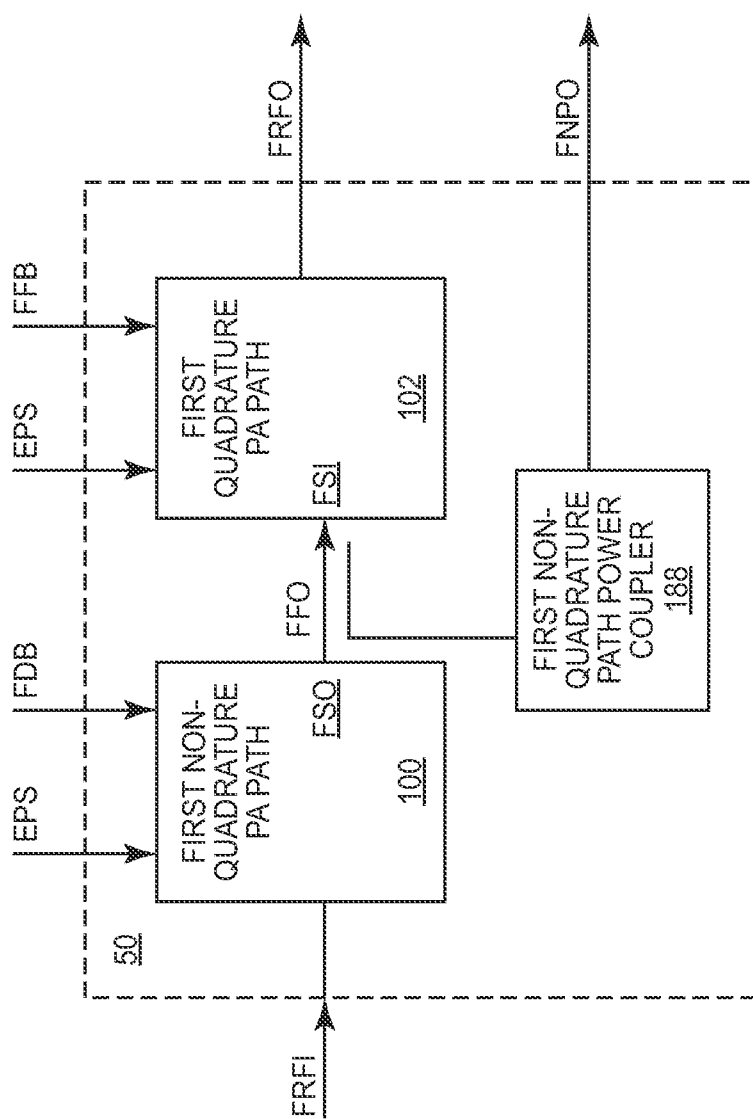 EPS
FDB
EPS
FFB
50
FRFI
FIRST NON-
QUADRATURE
PA PATH
FSO
100
FFO
FIRST
QUADRATURE
PA PATH
FSI
102
FRFO
FIRST NON-
QUADRATURE
PATH POWER
COUPLER
188
FNPO